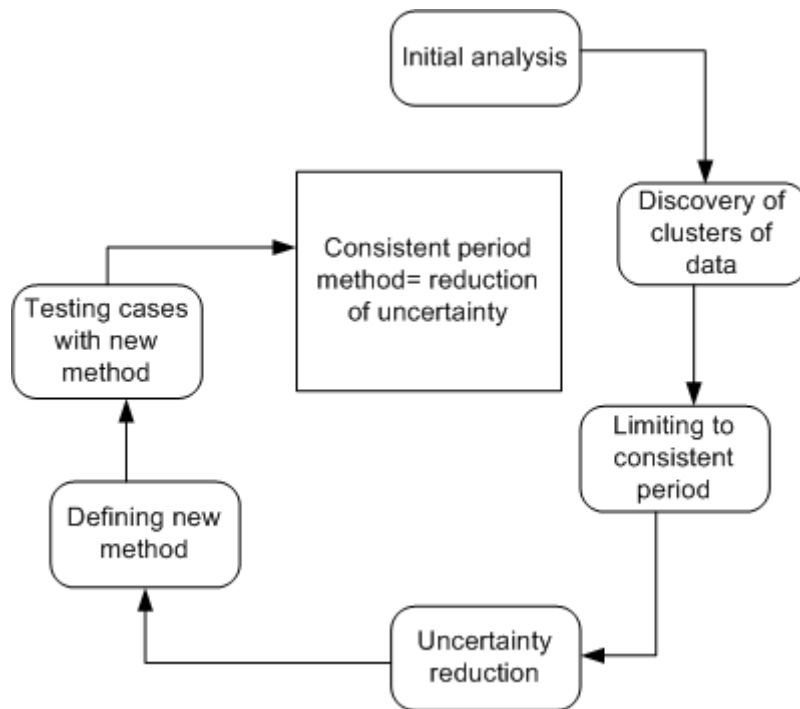 Initial analysis
Discovery of
clusters of
data
Limiting to
consistent
period
Uncertainty
reduction
Defining new
method
Testing cases
with new
method
Consistent period
method= reduction
of uncertainty